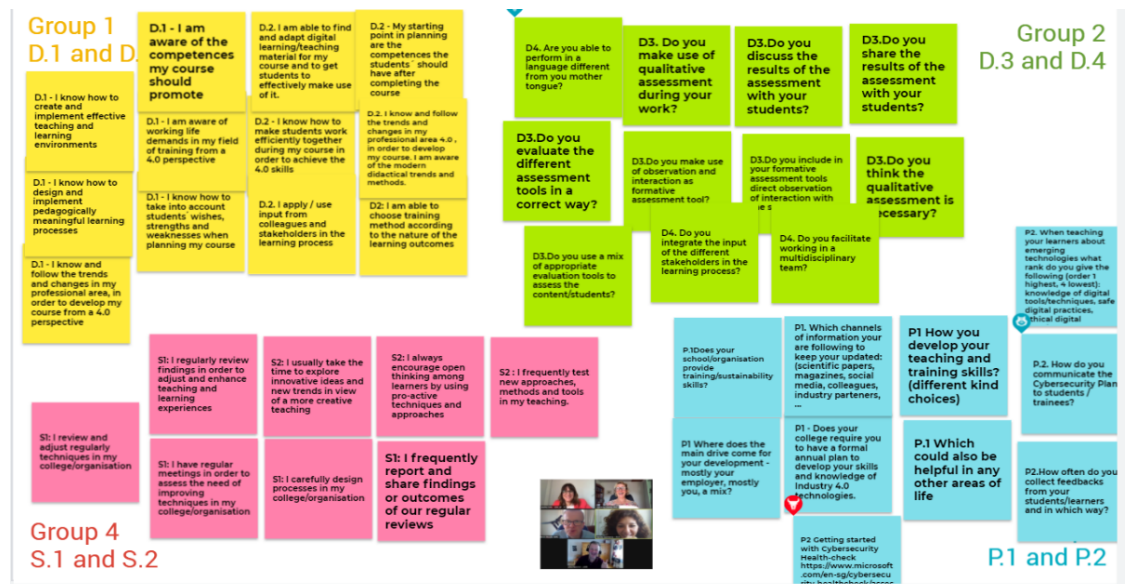 Group 1
D.1 and D.
D.1 - I am
aware of the
competences
my course
should
promote
D.2. I am able to find
and adapt digital
learning/teaching
material for my
course and to get
students to
effectively make use
of it.
D.2 - My starting
point in planning
are the
competences the
students´ should
have after
completing the
course
D.1 - I know how to
create and
implement effective
teaching and
learning
environments
D.1 - I am aware of
working life
demands in my field
of training from a
4.0 perspective
D.2 - I know how to
make students work
efficiently together
during my course in
order to achieve the
4.0 skills
D.2. I know and follow
the trends and
changes in my
professional area 4.0 ,
in order to develop
my course. I am aware
of the modern
didactical trends and
methods.
D.1 - I know how to
design and
implement
pedagogically
meaningful learning
processes
D.1 - I know how to
take into account
students´wishes,
strengths and
weaknesses when
planning my course
D.2. I apply / use
input from
colleagues and
stakeholders in the
learning process
D2: I am able to
choose training
method according to
the nature of the
learning outcomes
D.1 - I know and
follow the trends
and changes in my
professional area, in
order to develop my
course from a 4.0
perspective
Group 2
D.3 and D.4
D4. Are you able to
perform in a
language different
from you mother
tongue?
D3. Do you
make use of
qualitative
assessment
during your
work?
D3.Do you
discuss the
results of the
assessment
with your
students?
D3.Do you
share the
results of the
assessment
with your
students?
D3.Do you
evaluate the
different
assessment
tools in a
correct way?
D3.Do you make use
of observation and
interaction as
formative
assessment tool?
D3.Do you include in
your formative
assessment tools
direct observation
of interaction with
the s
D3.Do you
think the
qualitative
assessment is
necessary?
D3.Do you use a mix
of appropriate
evaluation tools to
assess the
content/students?
D4. Do you
integrate the input
of the different
stakeholders in the
learning process?
D4. Do you facilitate
working in a
multidisciplinary
team?
S1: I regularly review
findings in order to
adjust and enhance
teaching and
learning
experiences
S2: I usually take the
time to explore
innovative ideas and
new trends in view
of a more creative
teaching
S2: I always
encourage open
thinking among
learners by using
pro-active
techniques and
approaches
S2 : I frequently test
new approaches,
methods and tools
in my teaching.
S1: I review and
adjust regularly
techniques in my
college/organisation
S1: I have regular
meetings in order to
assess the need of
improving
techniques in my
college/organisation
S1: I carefully design
processes in my
college/organisation
S1: I frequently
report and
share findings
or outcomes
of our regular
reviews
Group 4
S.1 and S.2
P2. When teaching
your learners about
emerging
technologies what
rank do you give the
following (order 1
highest, 4 lowest):
knowledge of digital
tools/techniques, safe
digital practices,
ethical digital
P.1Does your
school/organisation
provide
training/sustainability
skills?
P1. Which channels
of information your
are following to
keep your updated:
(scientific papers,
magazines, social
media, colleagues,
industry parteners,
...
P1 How you
develop your
teaching and
training skills?
(different kind
choices)
P.2. How do you
communicate the
Cybersecurity Plan
to students /
trainees?
P1 Where does the
main drive come for
your development -
mostly your
employer, mostly
you, a mix?
P1 - Does your
college require you
to have a formal
annual plan to
develop your skills
and knowledge of
Industry 4.0
technologies.
P.1 Which
could also be
helpful in any
other areas of
life
P2.How often do you
collect feedbacks
from your
students/learners
and in which way?
P2 Getting started
with Cybersecurity
Health-check
https://www.microsoft
.com/en-sg/cybersecu
P.1 and P.2